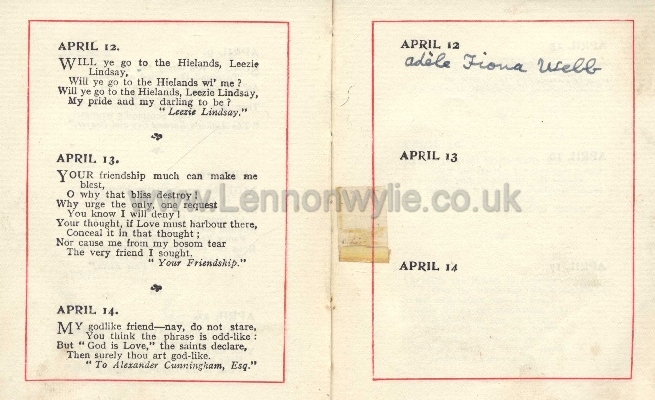 APRIL 12.
WILL ye go to the Hielands, Leezie
Lindsay,
Will ye go to the Hielands wi' me?
Will ye go to the Hielands, Leezie Lindsay,
My pride and my darling to be?
"Leezie Lindsay."
APRIL 13.
YOUR friendship much can make me
blest,
O why that bliss destroy!
Why urge the only, one request
You know I will deny!
Your thought, if Love must harbour there,
Conceal it in that thought;
Nor cause me from my bosom tear
The very friend I sought.
"Your Friendship."
APRIL 14.
MY godlike friend—nay, do not stare,
You think the phrase is odd-like:
But "God is Love," the saints declare,
Then surely thou art god-like.
"To Alexander Cunningham, Esq."
APRIL 12
adèle Fiona Webb
APRIL 13
APRIL 14
www.Lennonwylie.co.uk